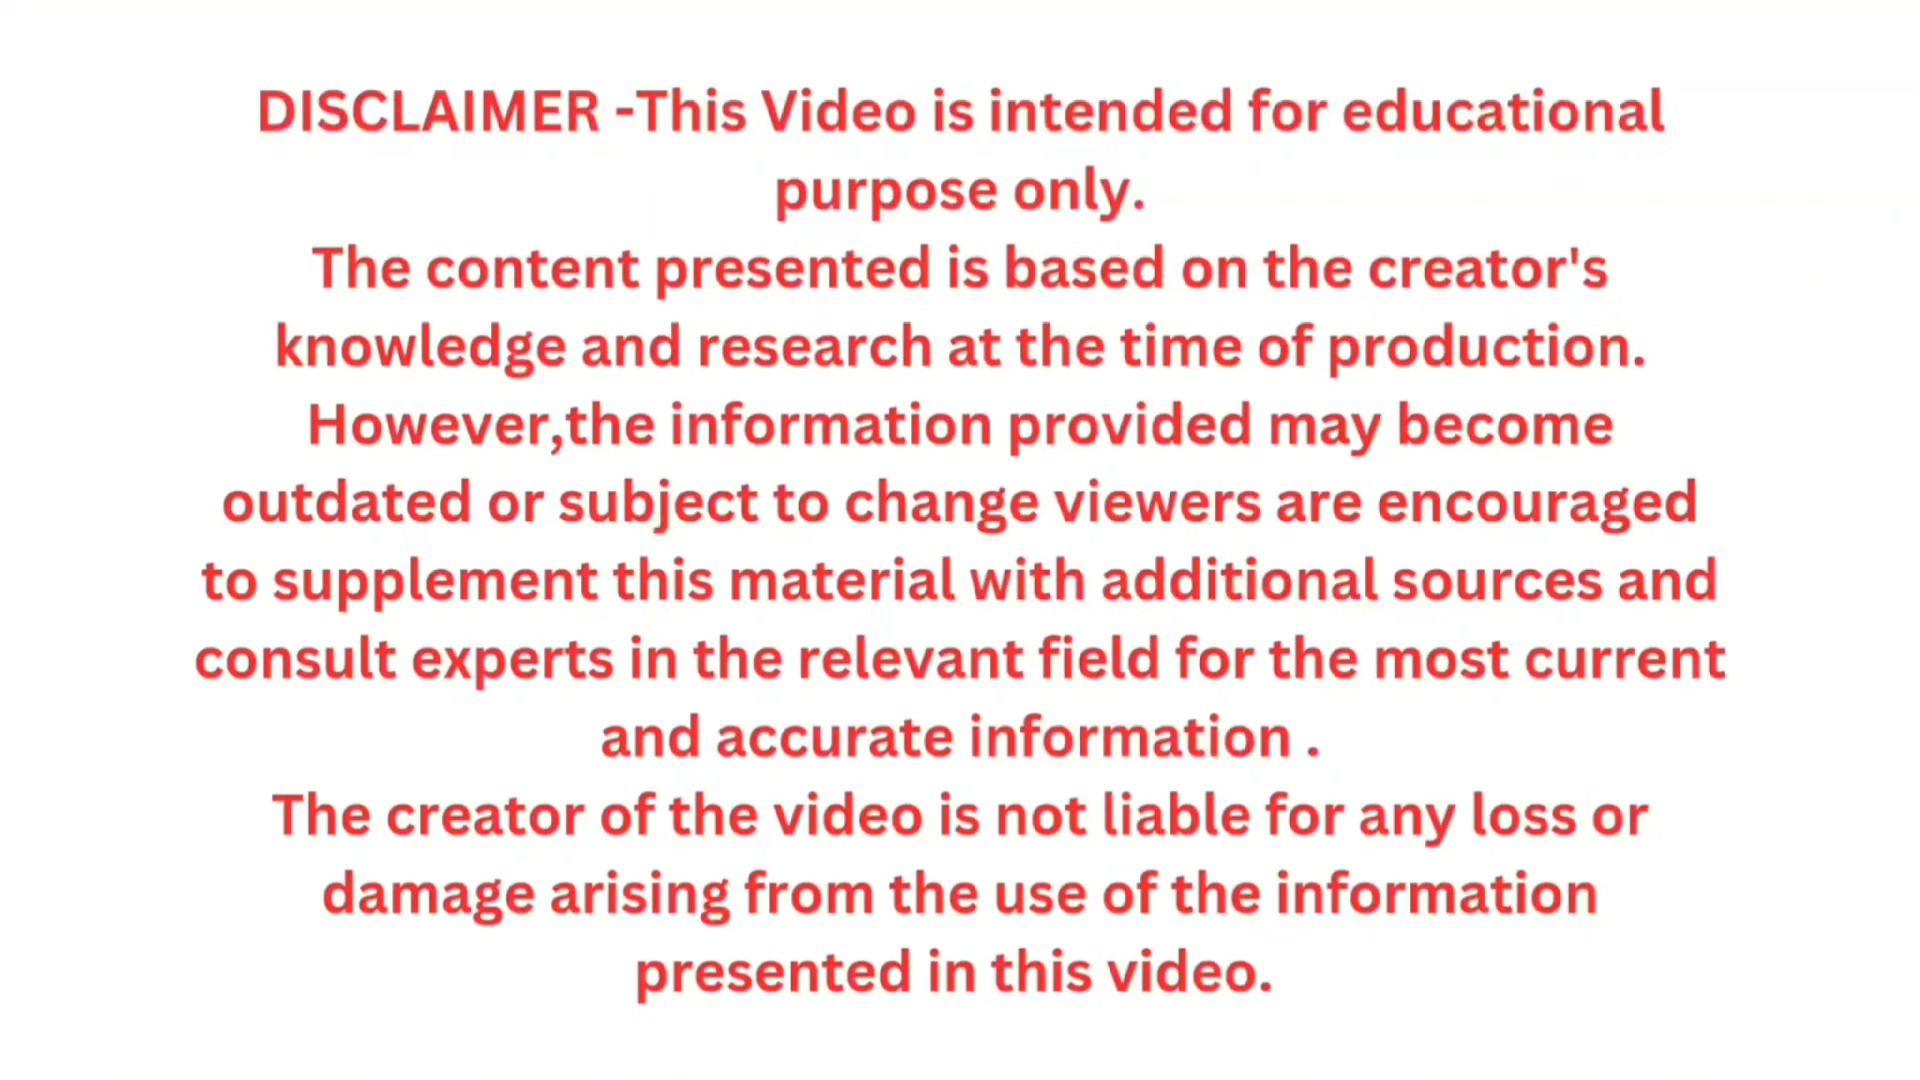 DISCLAIMER -This Video is intended for educational
purpose only.
The content presented is based on the creator's
knowledge and research at the time of production.
However,the information provided may become
outdated or subject to change viewers are encouraged
to supplement this material with additional sources and
consult experts in the relevant field for the most current
and accurate information .
The creator of the video is not liable for any loss or
damage arising from the use of the information
presented in this video.